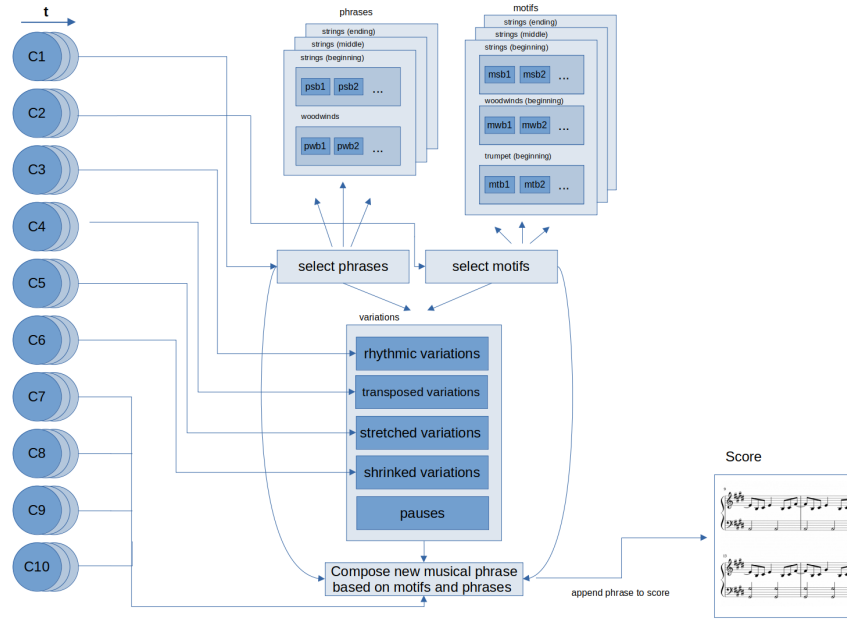 t
C1
C2
C3
C4
C5
C6
C7
C8
C9
C10
phrases
strings (ending)
strings (middle)
strings (beginning)
psb1 psb2 ...
woodwinds
pwb1 pwb2 ...
motifs
strings (ending)
strings (middle)
strings (beginning)
msb1 msb2 ...
woodwinds (beginning)
mwb1 mwb2 ...
trumpet (beginning)
mtb1 mtb2 ...
select phrases
select motifs
variations
rhythmic variations
transposed variations
stretched variations
shrinked variations
pauses
Compose new musical phrase
based on motifs and phrases
append phrase to score
Score